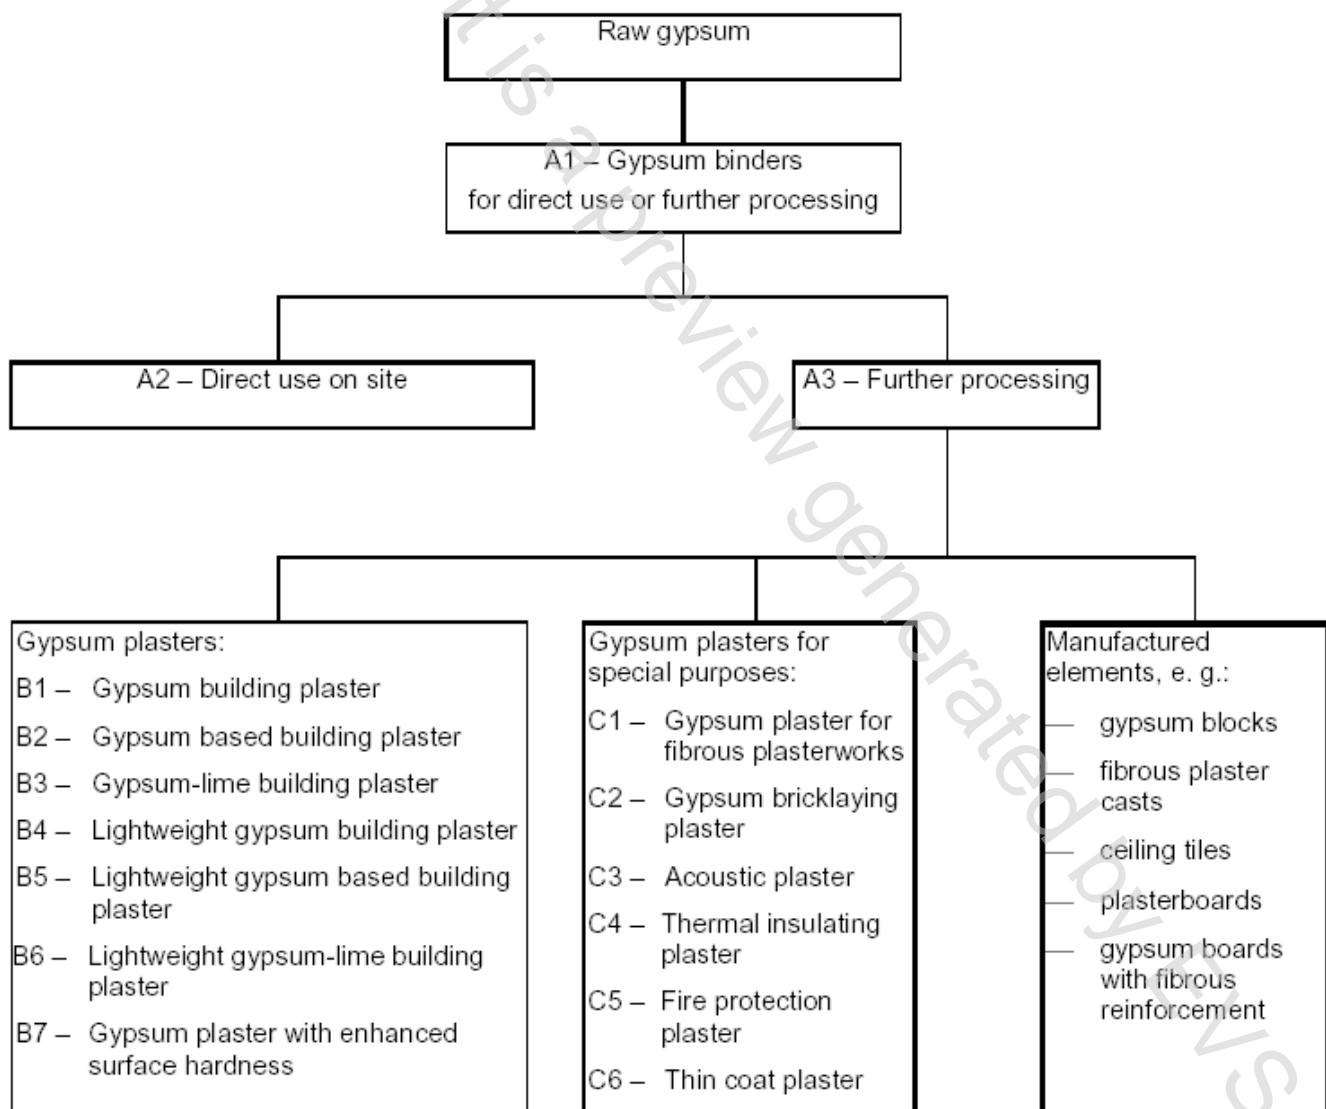 Raw gypsum
A1 – Gypsum binders
for direct use or further processing
A2 – Direct use on site
A3 – Further processing
Gypsum plasters:
B1 – Gypsum building plaster
B2 – Gypsum based building plaster
B3 – Gypsum-lime building plaster
B4 – Lightweight gypsum building plaster
B5 – Lightweight gypsum based building
plaster
B6 – Lightweight gypsum-lime building
plaster
B7 – Gypsum plaster with enhanced
surface hardness
Gypsum plasters for
special purposes:
C1 – Gypsum plaster for
fibrous plasterworks
C2 – Gypsum bricklaying
plaster
C3 – Acoustic plaster
C4 – Thermal insulating
plaster
C5 – Fire protection
plaster
C6 – Thin coat plaster
Manufactured
elements, e. g.:
— gypsum blocks
— fibrous plaster
casts
— ceiling tiles
— plasterboards
— gypsum boards
with fibrous
reinforcement
it is a preview generated by EVS